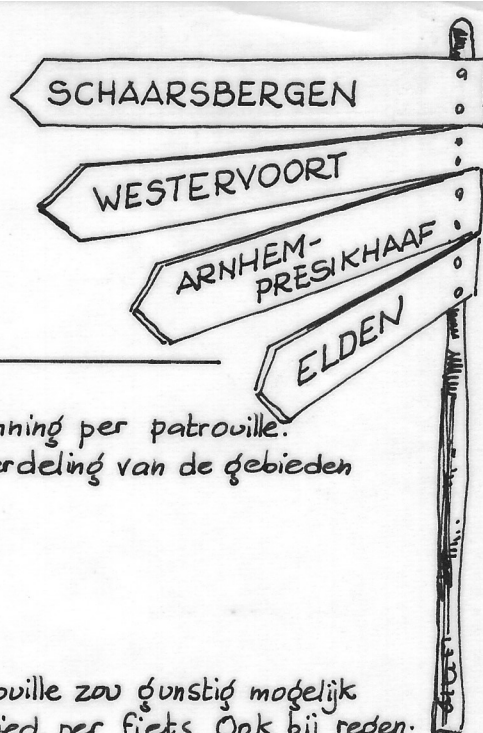 SCHAARSBERGEN
WESTERVOORT
ARNHEM-
PRESIKHAAF
ELDEN
nning per patrouille.
erdeling van de gebieden
ouille zou gunstig mogelijk
ied per fiets. Ook bij regen.